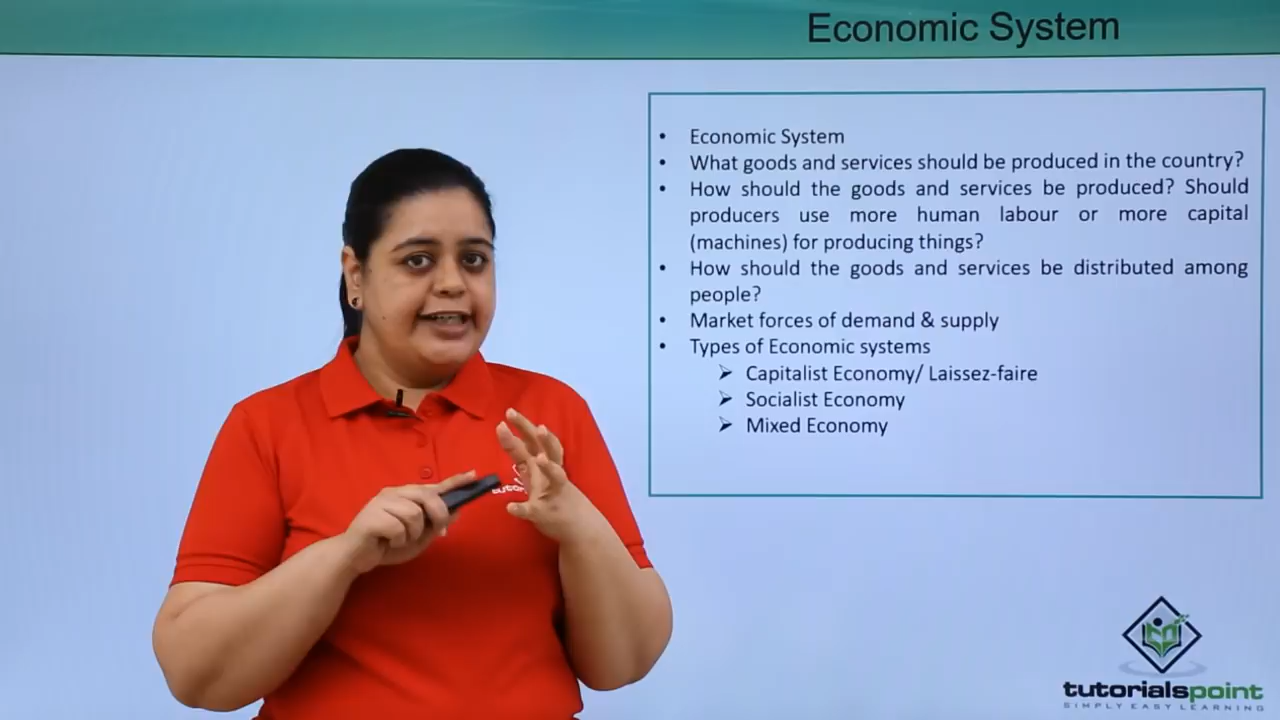 Economic System
• Economic System
• What goods and services should be produced in the country?
• How should the goods and services be produced? Should
producers use more human labour or more capital
(machines) for producing things?
• How should the goods and services be distributed among
people?
• Market forces of demand & supply
• Types of Economic systems
➢ Capitalist Economy/ Laissez-faire
➢ Socialist Economy
➢ Mixed Economy
tutorialspoint
SIMPLY EASY LEARNING